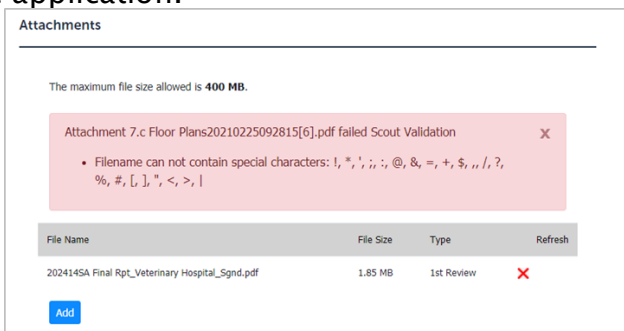 application.
Attachments
The maximum file size allowed is 400 MB.
Attachment 7.c Floor Plans20210225092815[6].pdf failed Scout Validation
X
• Filename can not contain special characters: !, *, ', ;, :, @, &, =, +, $, ,, /, ?,
%, #, [, ], ", <, >, |
File Name File Size Type Refresh
202414SA Final Rpt_Veterinary Hospital_Sgnd.pdf 1.85 MB 1st Review
Add